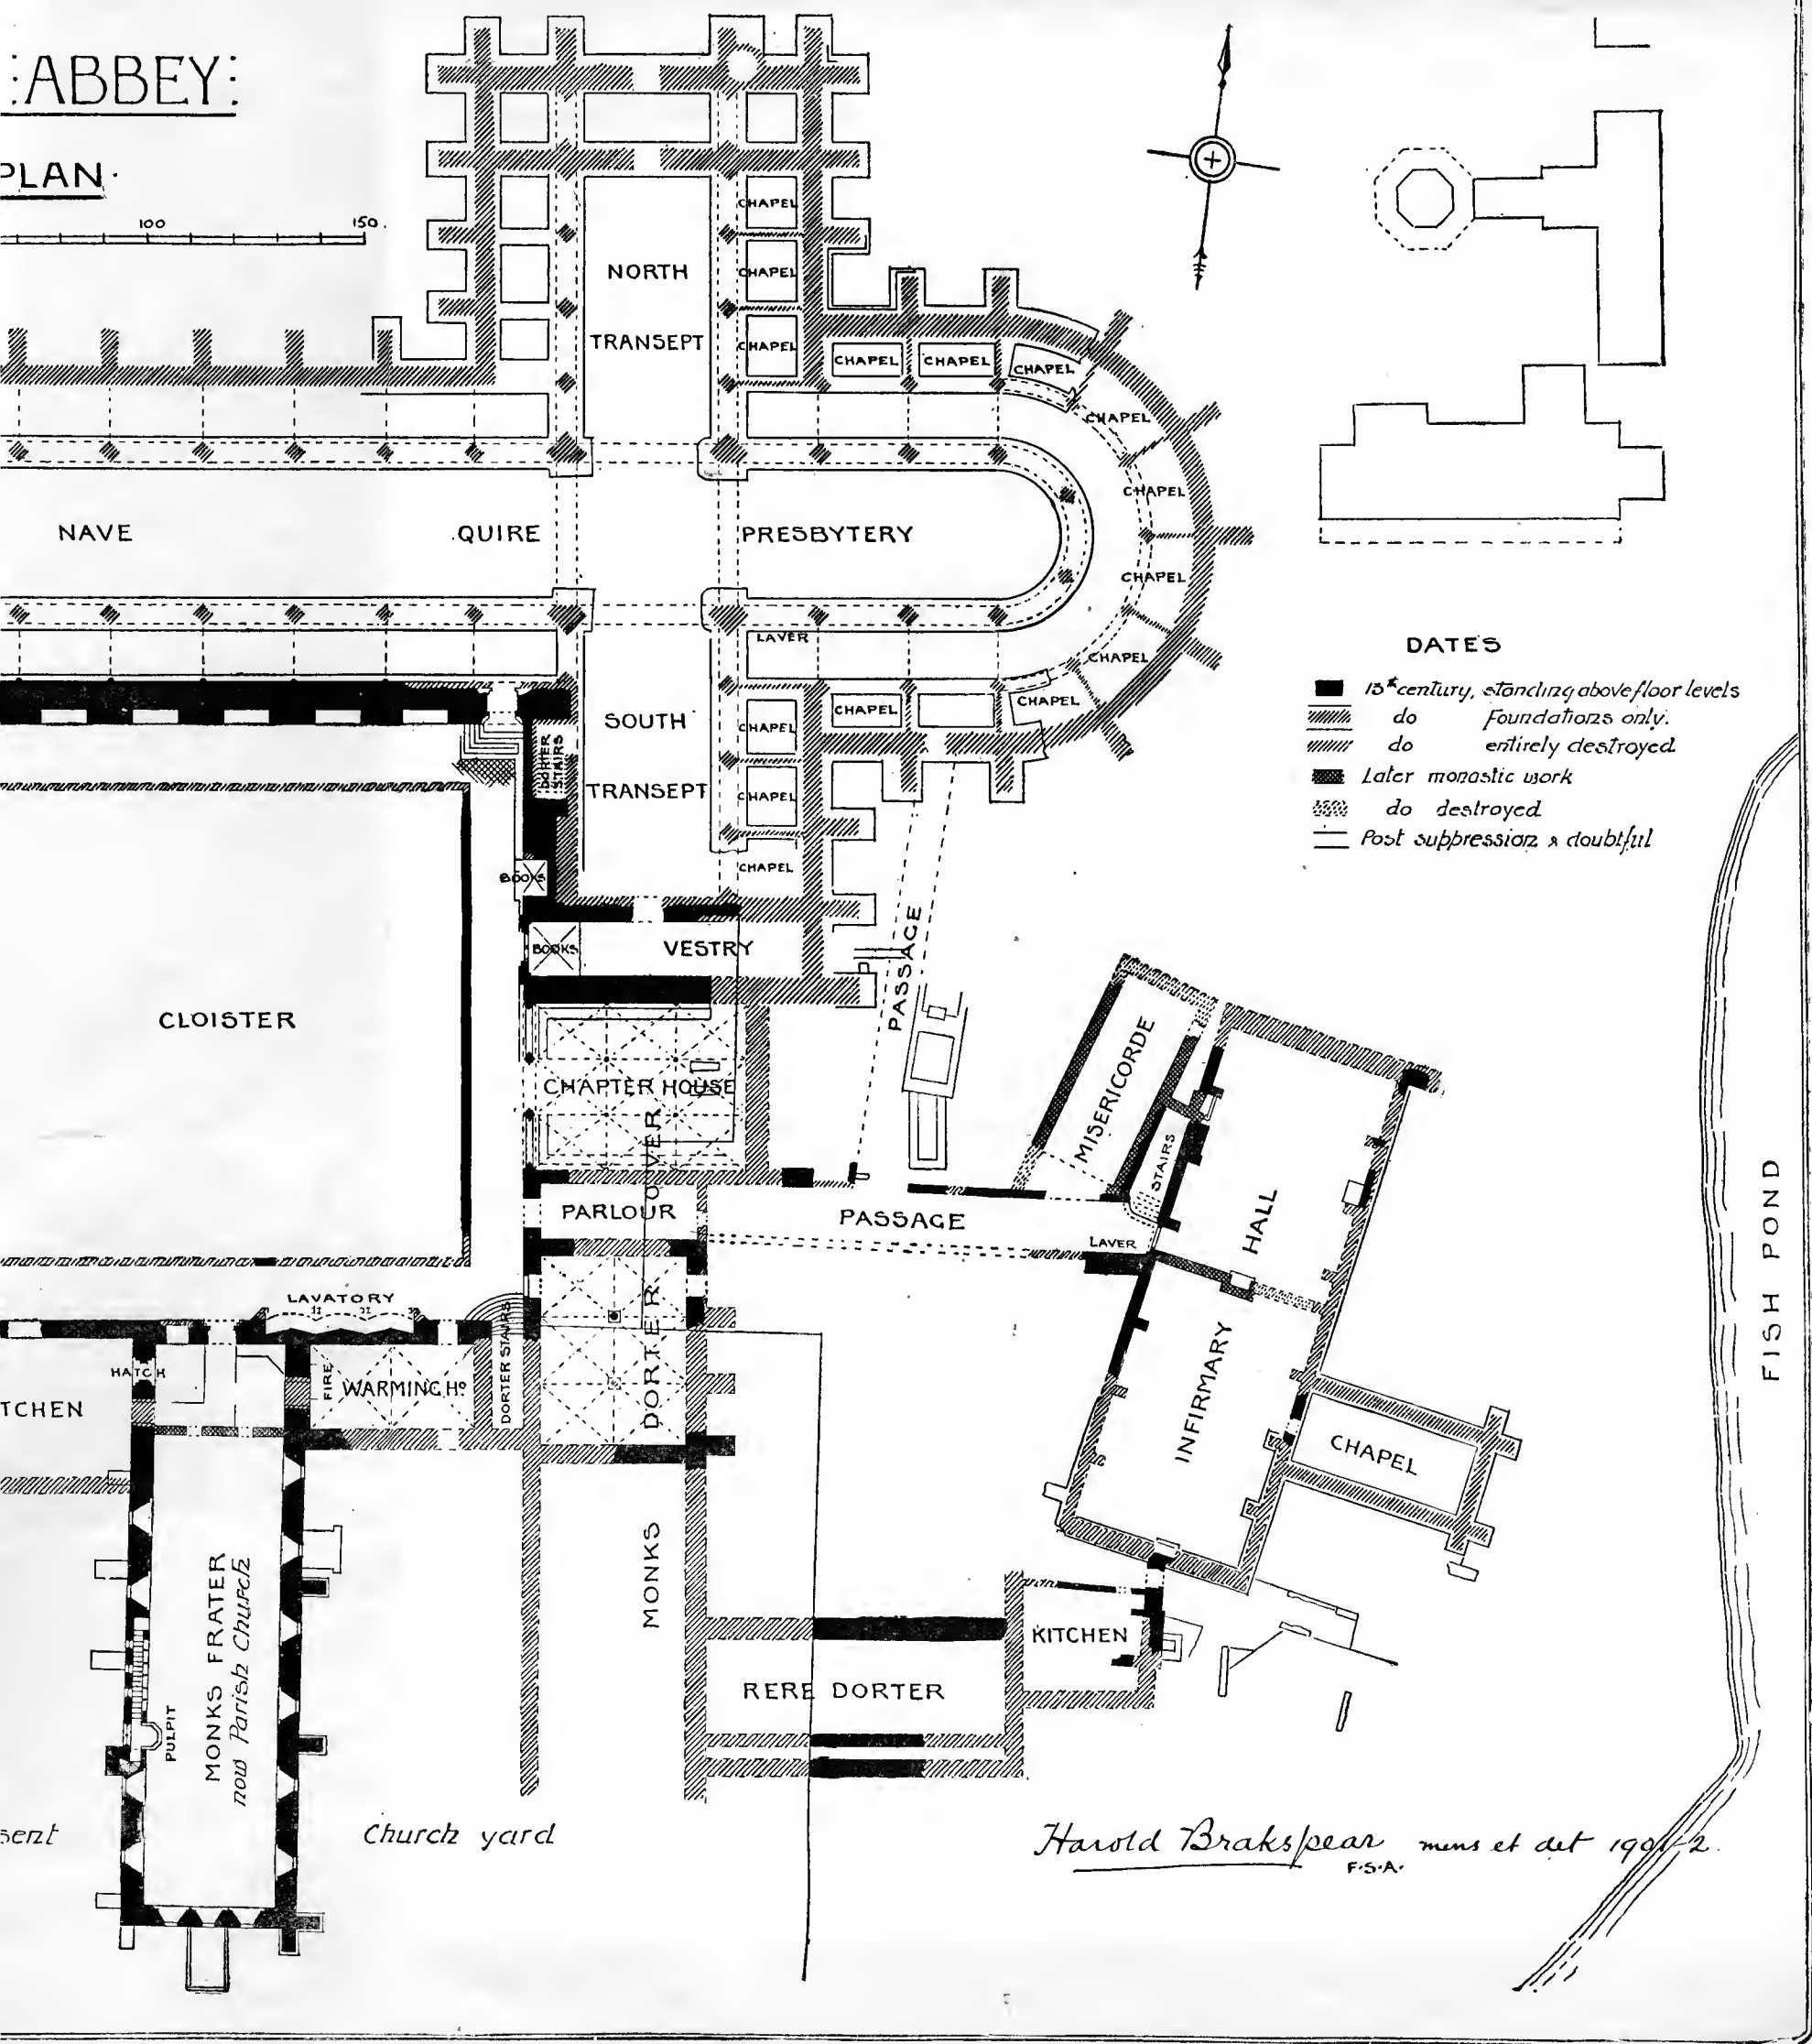 :ABBEY:
PLAN.
100 150.
NORTH
TRANSEPT
CHAPEL
CHAPEL
CHAPEL
CHAPEL
CHAPEL
CHAPEL
CHAPEL
CHAPEL
CHAPEL
CHAPEL
CHAPEL
CHAPEL
NAVE
QUIRE
PRESBYTERY
LAVER
SOUTH
TRANSEPT
CHAPEL
CHAPEL
CHAPEL
DORTER
STAIRS
BOOKS
BOOKS
VESTRY
DATES
13th century, standing above floor levels
do Foundations only.
do entirely destroyed
Later monastic work
do destroyed
Post suppression & doubtful
CLOISTER
CHAPTER HOUSE
PASSAGE
MISERICORDE
STAIRS
HALL
PARLOUR
PASSAGE
LAVER
FISH POND
LAVATORY
HATCH
FIRE
WARMING Ho
DORTER STAIRS
MONKS DORTER OVER
TCHEN
INFIRMARY
CHAPEL
MONKS FRATER
now Parish Church
PULPIT
RERE DORTER
KITCHEN
sent
Church yard
Harold Brakspear mens et det 1901-2.
F.S.A.